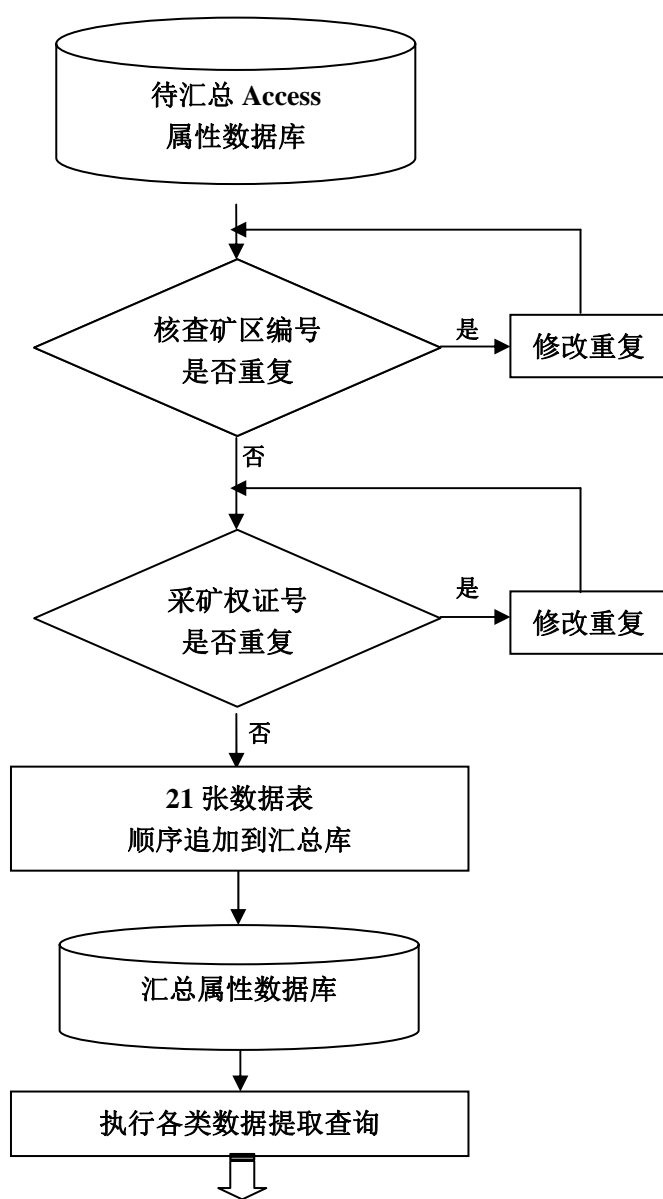 待汇总 Access
属性数据库
核查矿区编号
是否重复
是
修改重复
否
采矿权证号
是否重复
是
修改重复
否
21 张数据表
顺序追加到汇总库
汇总属性数据库
执行各类数据提取查询